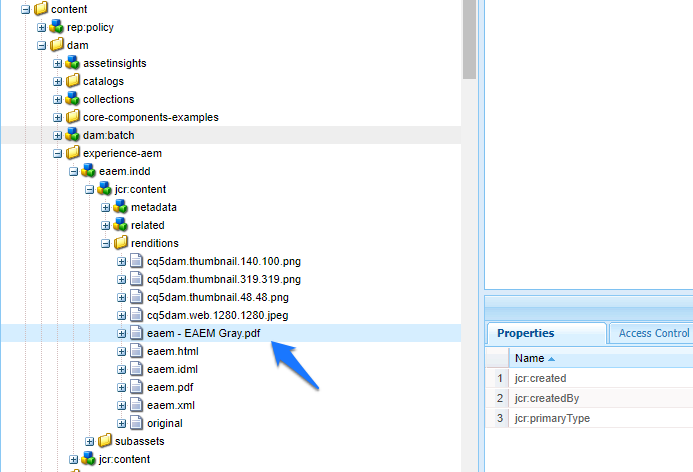 content
rep:policy
dam
assetinsights
catalogs
collections
core-components-examples
dam:batch
experience-aem
eaem.indd
jcr:content
metadata
related
renditions
cq5dam.thumbnail.140.100.png
cq5dam.thumbnail.319.319.png
cq5dam.thumbnail.48.48.png
cq5dam.web.1280.1280.jpeg
eaem - EAEM Gray.pdf
eaem.html
eaem.idml
eaem.pdf
eaem.xml
original
subassets
jcr:content
Properties
Access Control
Name
1 jcr:created
2 jcr:createdBy
3 jcr:primaryType